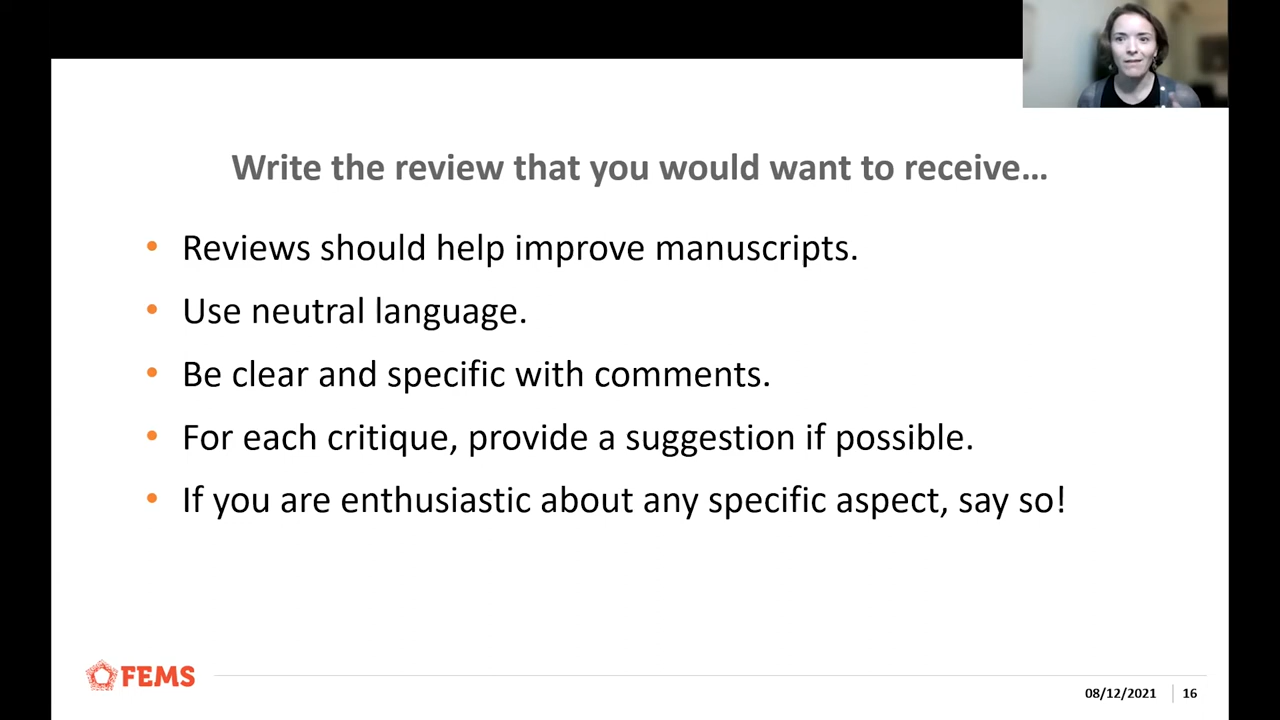 Write the review that you would want to receive…
• Reviews should help improve manuscripts.
• Use neutral language.
• Be clear and specific with comments.
• For each critique, provide a suggestion if possible.
• If you are enthusiastic about any specific aspect, say so!
FEMS
08/12/2021 16